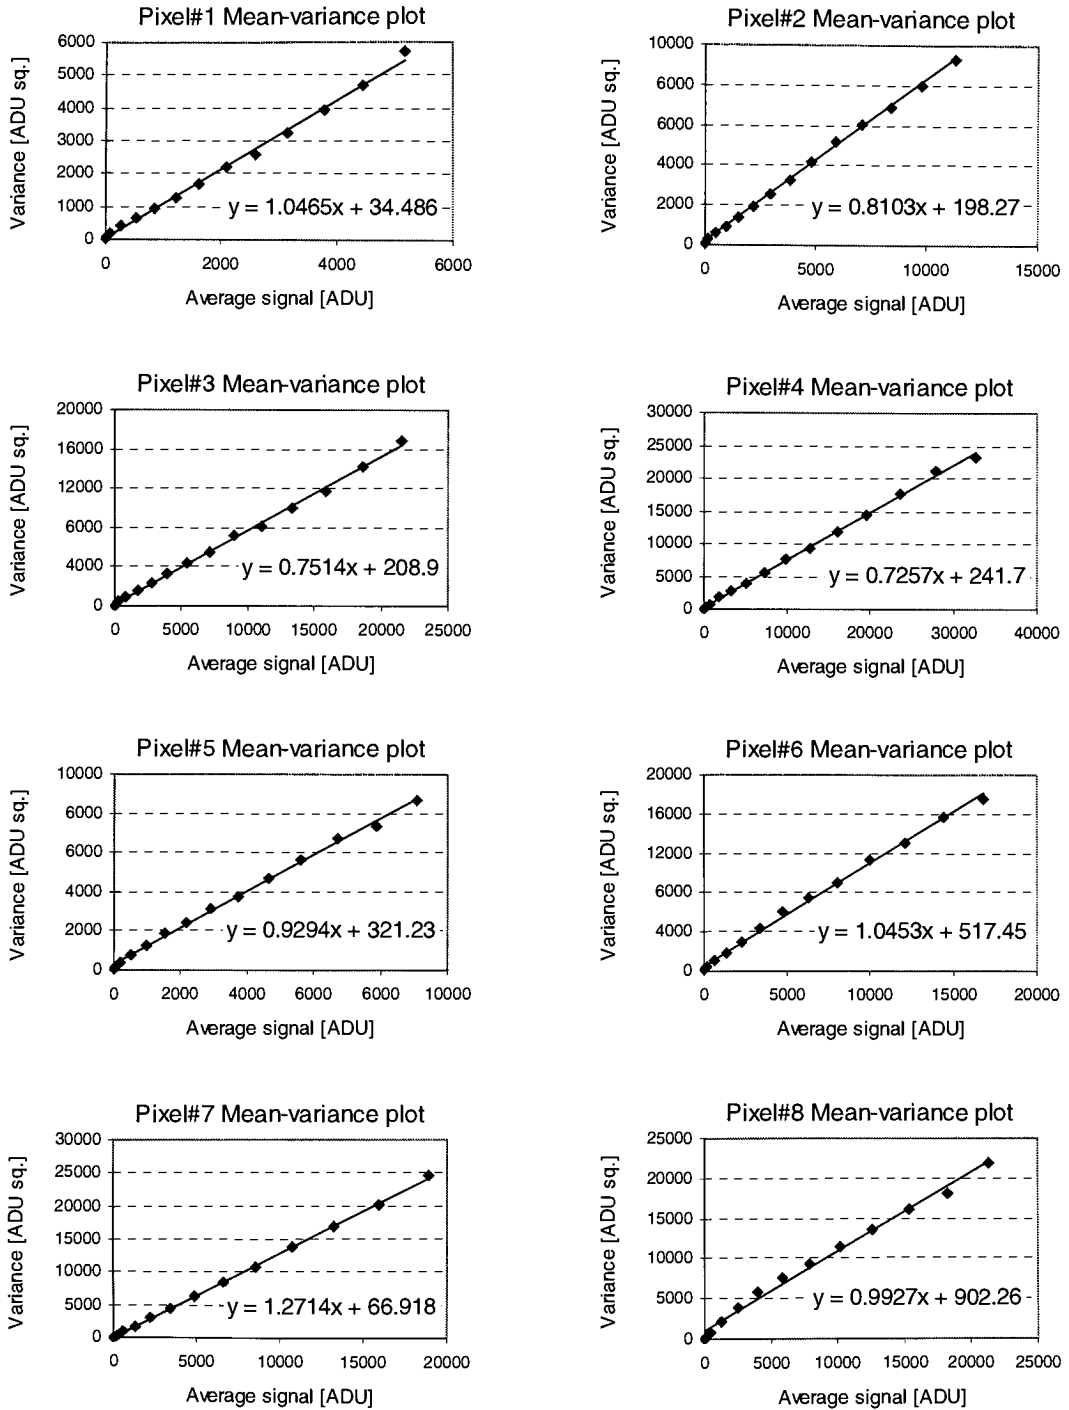 Pixel#1 Mean-variance plot
Variance [ADU sq.]
6000
5000
4000
3000
2000
1000
0
y = 1.0465x + 34.486
0 2000 4000 6000
Average signal [ADU]
Pixel#2 Mean-variance plot
Variance [ADU sq.]
10000
6000
6000
4000
2000
0
y = 0.8103x + 198.27
0 5000 10000 15000
Average signal [ADU]
Pixel#3 Mean-variance plot
Variance [ADU sq.]
20000
16000
12000
6000
4000
0
y = 0.7514x + 208.9
0 5000 10000 15000 20000 25000
Average signal [ADU]
Pixel#4 Mean-variance plot
Variance [ADU sq.]
30000
25000
20000
15000
10000
5000
0
y = 0.7257x + 241.7
0 10000 20000 30000 40000
Average signal [ADU]
Pixel#5 Mean-variance plot
Variance [ADU sq.]
10000
6000
6000
4000
2000
0
y = 0.9294x + 321.23
0 2000 4000 6000 8000 10000
Average signal [ADU]
Pixel#6 Mean-variance plot
Variance [ADU sq.]
20000
16000
12000
6000
4000
0
y = 1.0453x + 517.45
0 5000 10000 15000 20000
Average signal [ADU]
Pixel#7 Mean-variance plot
Variance [ADU sq.]
30000
25000
20000
15000
10000
5000
0
y = 1.2714x + 66.918
0 5000 10000 15000 20000
Average signal [ADU]
Pixel#8 Mean-variance plot
Variance [ADU sq.]
25000
20000
15000
10000
5000
0
y = 0.9927x + 902.26
0 5000 10000 15000 20000 25000
Average signal [ADU]